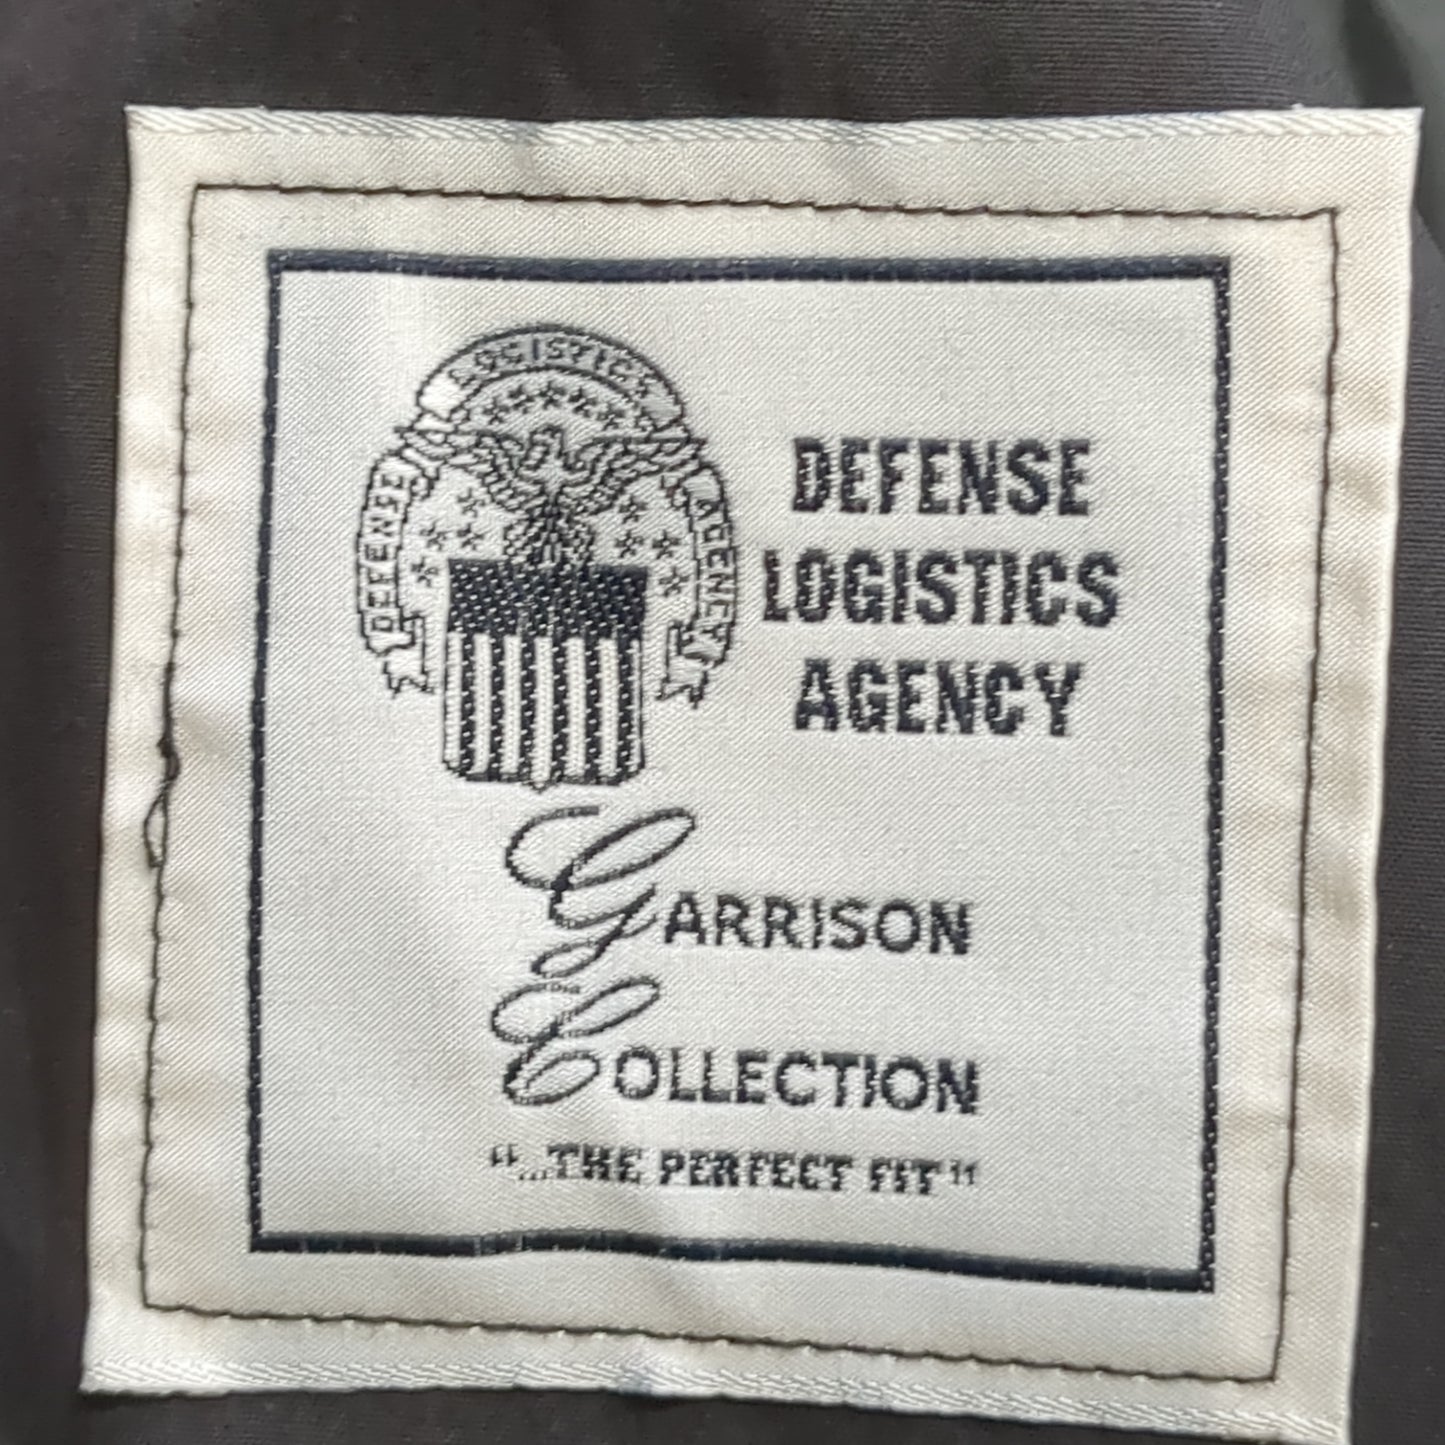 DEFENSE LOGISTICS AGENCY
DEFENSE
LOGISTICS
AGENCY
GARRISON
COLLECTION
“...THE PERFECT FIT"